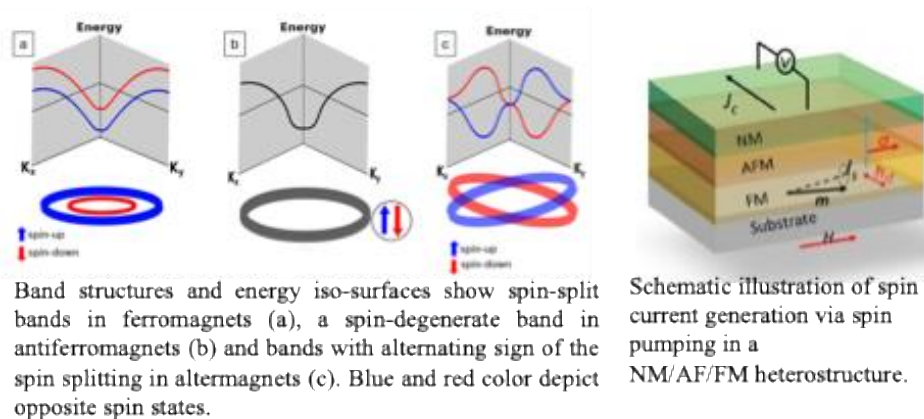 a
Energy
Kx
Ky
spin-up
spin-down
b
Energy
Kx
Ky
c
Energy
Kx
Ky
spin-up
spin-down
V
Jc
NM
AFM
FM
m
Js
σ
Substrate
H
Band structures and energy iso-surfaces show spin-split
bands in ferromagnets (a), a spin-degenerate band in
antiferromagnets (b) and bands with alternating sign of the
spin splitting in altermagnets (c). Blue and red color depict
opposite spin states.
Schematic illustration of spin
current generation via spin
pumping in a
NM/AF/FM heterostructure.